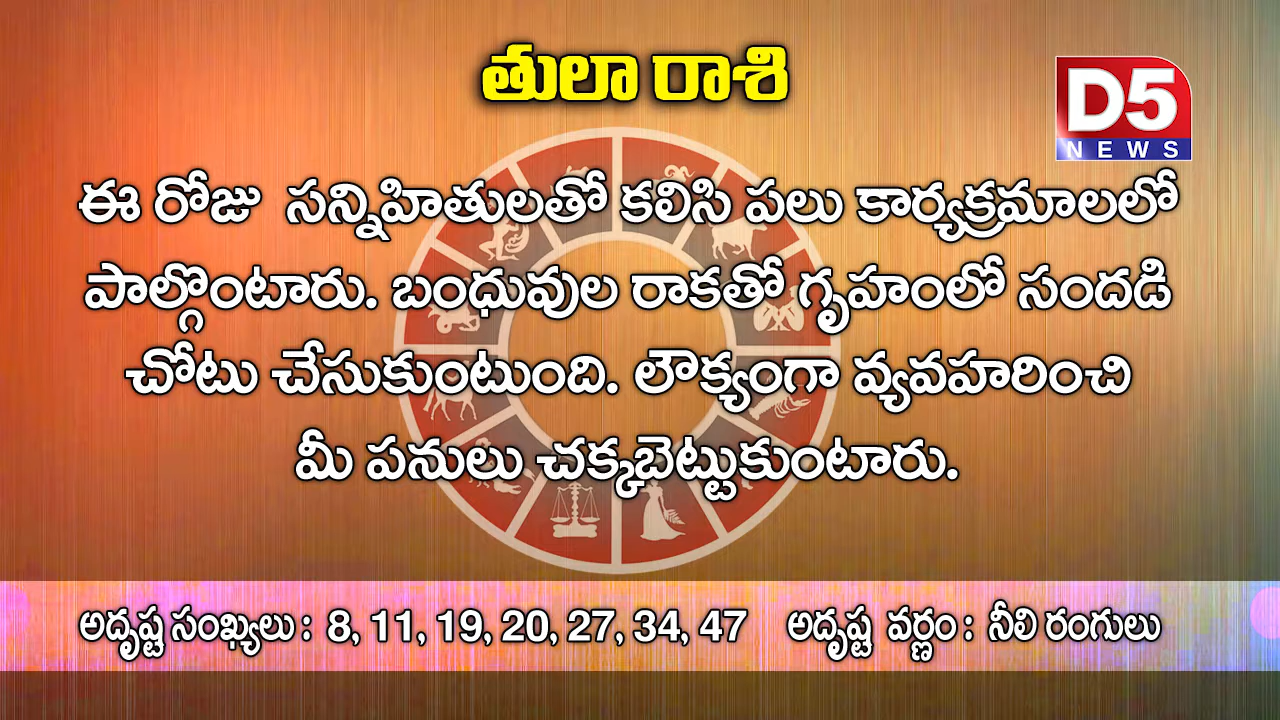 తులా రాశి
D5
NEWS
ఈ రోజు సన్నిహితులతో కలిసి పలు కార్యక్రమాలలో
పాల్గొంటారు. బంధువుల రాకతో గృహంలో సందడి
చోటు చేసుకుంటుంది. లౌక్యంగా వ్యవహరించి
మీ పనులు చక్కబెట్టుకుంటారు.
అదృష్ట సంఖ్యలు : 8, 11, 19, 20, 27, 34, 47 అదృష్ట వర్ణం : నీలి రంగులు